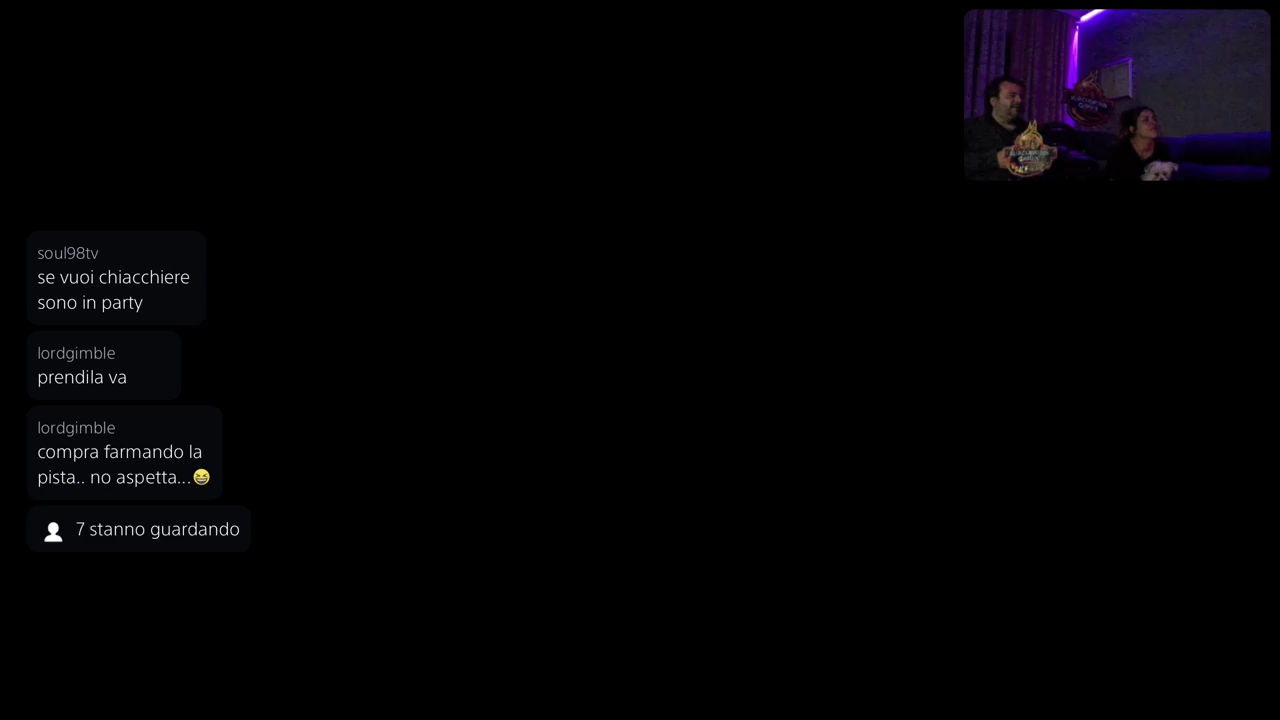 soul98tv
se vuoi chiacchiere
sono in party
lordgimble
prendila va
lordgimble
compra farmando la
pista.. no aspetta...😆
7 stanno guardando